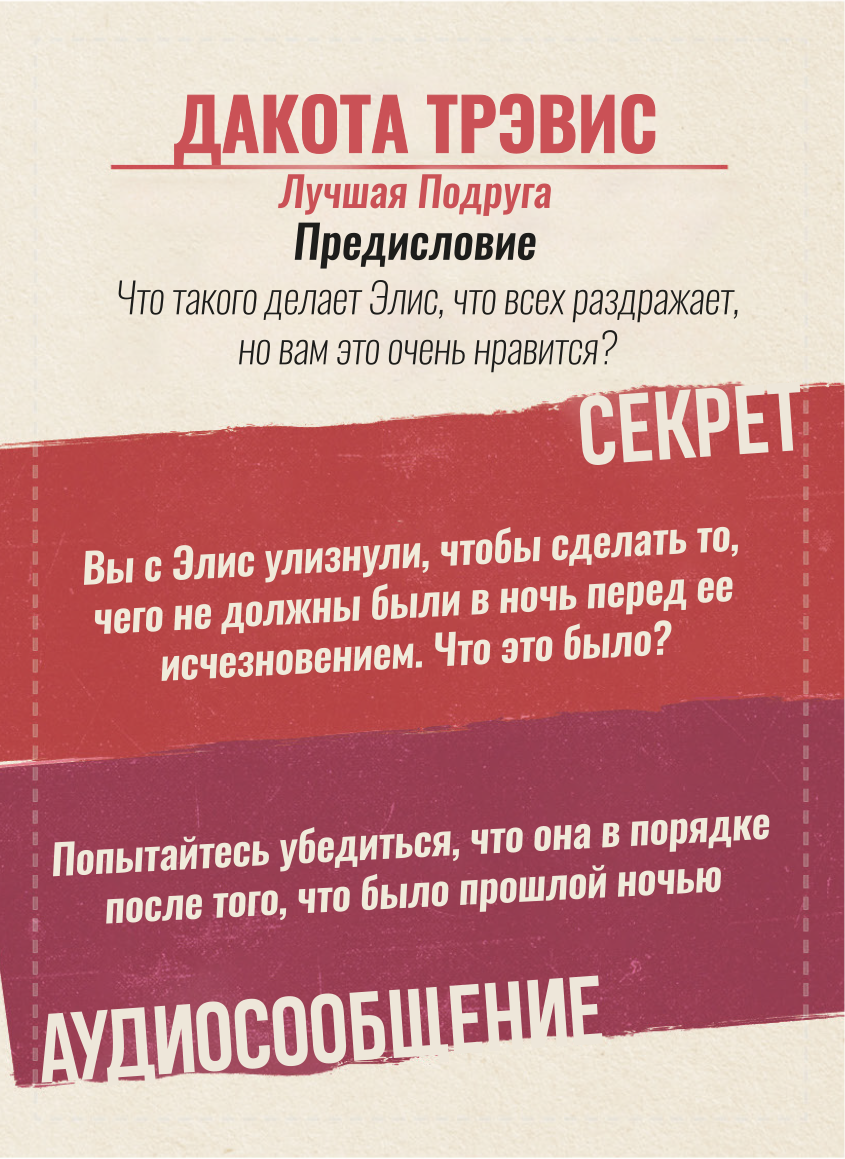 ДАКОТА ТРЭВИС
Лучшая Подруга
Предисловие
Что такого делает Элис, что всех раздражает,
но вам это очень нравится?
СЕКРЕТ
Вы с Элис улизнули, чтобы сделать то,
чего не должны были в ночь перед ее
исчезновением. Что это было?
Попытайтесь убедиться, что она в порядке
после того, что было прошлой ночью
АУДИОСООБЩЕНИЕ